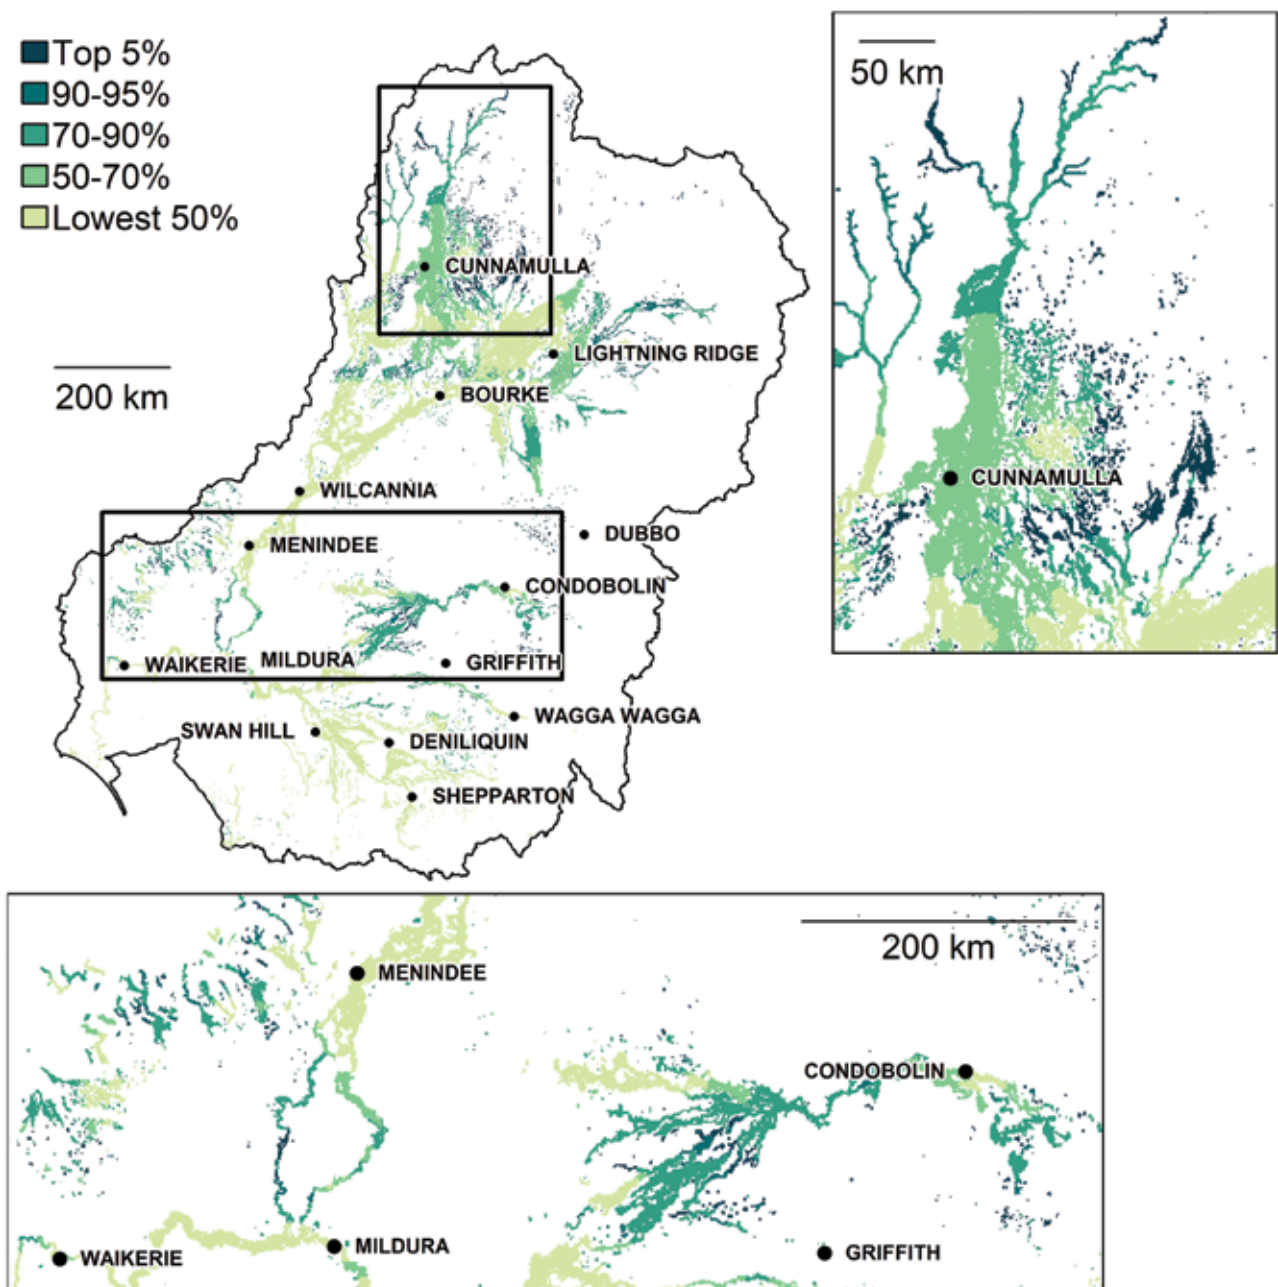 Top 5%
90-95%
70-90%
50-70%
Lowest 50%
200 km
CUNNAMULLA
LIGHTNING RIDGE
BOURKE
WILCANNIA
MENINDEE
DUBBO
CONDOBOLIN
WAIKERIE
MILDURA
GRIFFITH
WAGGA WAGGA
SWAN HILL
DENILIQUIN
SHEPPARTON
50 km
CUNNAMULLA
200 km
MENINDEE
CONDOBOLIN
WAIKERIE
MILDURA
GRIFFITH